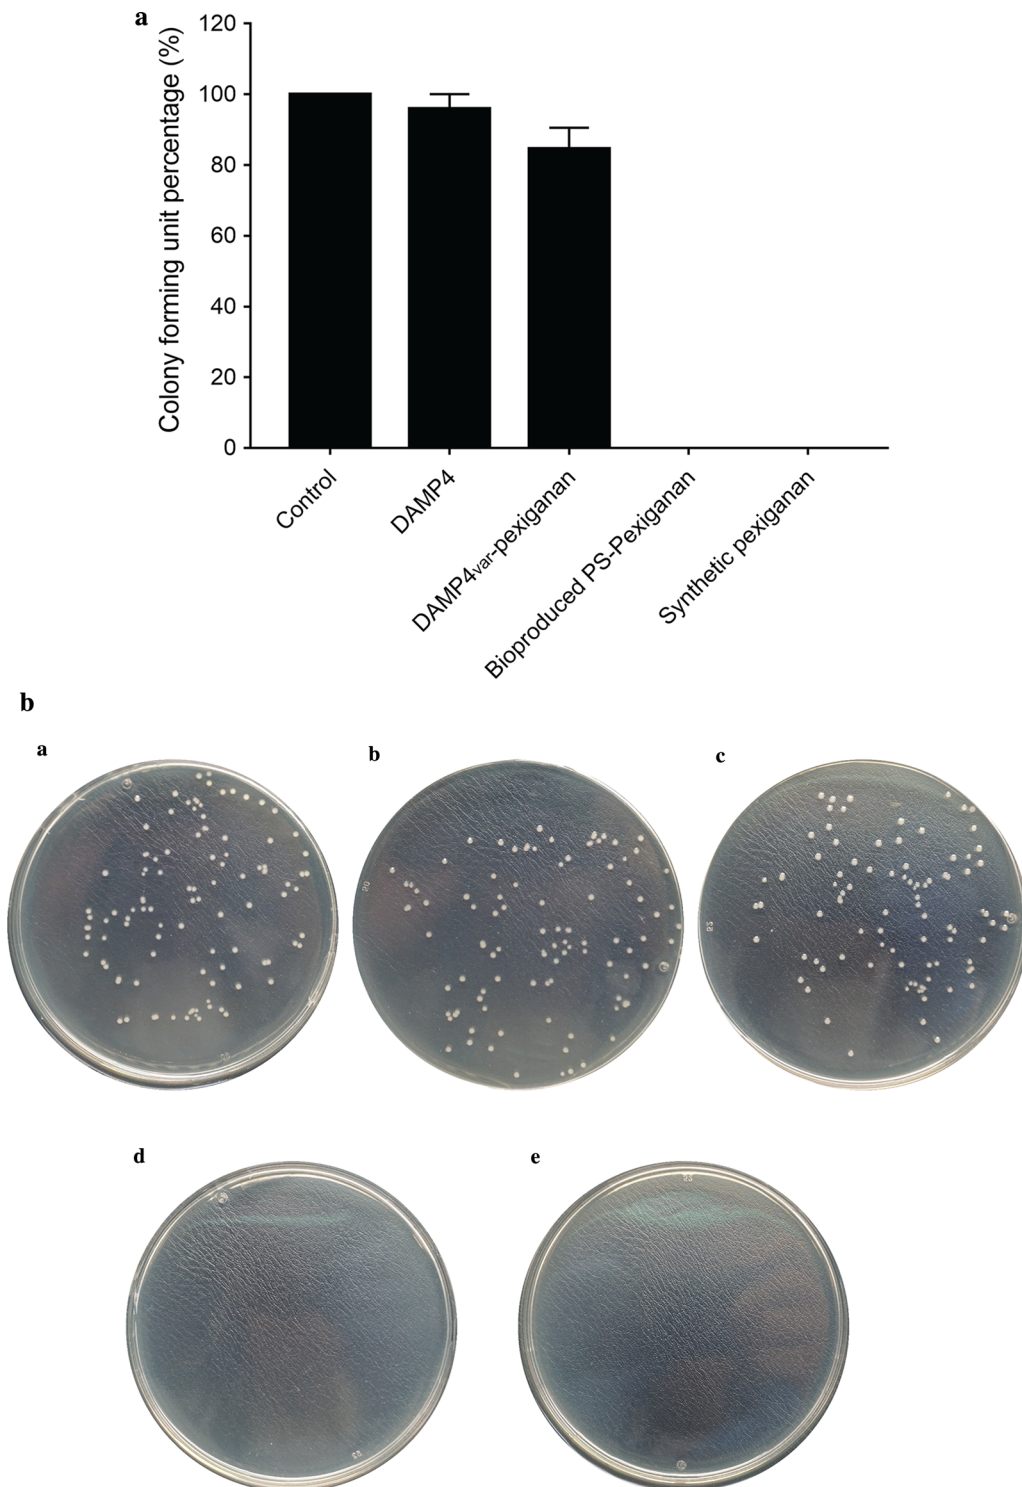 a
Colony forming unit percentage (%)
120
100
80
60
40
20
0
Control
DAMP4
DAMP4var-pexiganan
Bioproduced PS-Pexiganan
Synthetic pexiganan
b
a
b
c
d
e